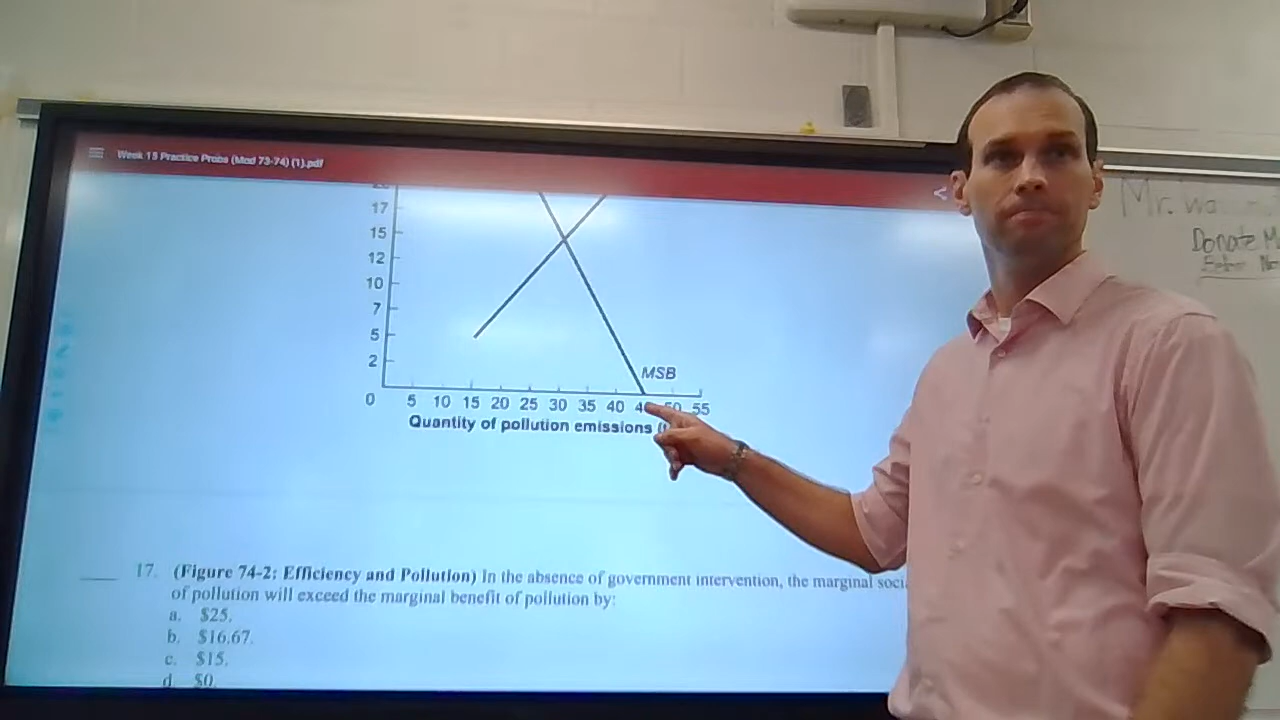 Week 15 Practice Probs (Mod 73-74) (1).pdf
17
15
12
10
7
5
2
MSB
0 5 10 15 20 25 30 35 40 50 55
Quantity of pollution emissions
Mr.
Donate
17. (Figure 74-2: Efficiency and Pollution) In the absence of government intervention, the marginal
of pollution will exceed the marginal benefit of pollution by:
a. $25.
b. $16.67.
c. $15.
d. $0.